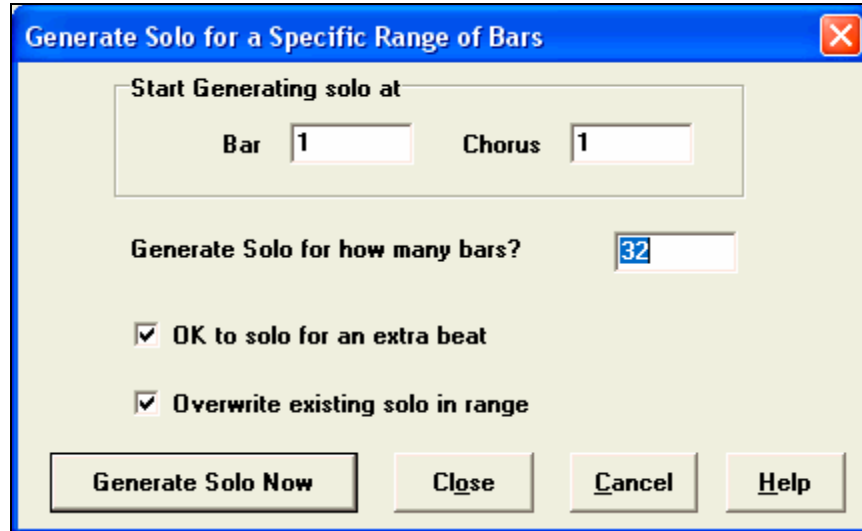 Generate Solo for a Specific Range of Bars
Start Generating solo at
Bar 1 Chorus 1
Generate Solo for how many bars? 32
OK to solo for an extra beat
Overwrite existing solo in range
Generate Solo Now Close Cancel Help